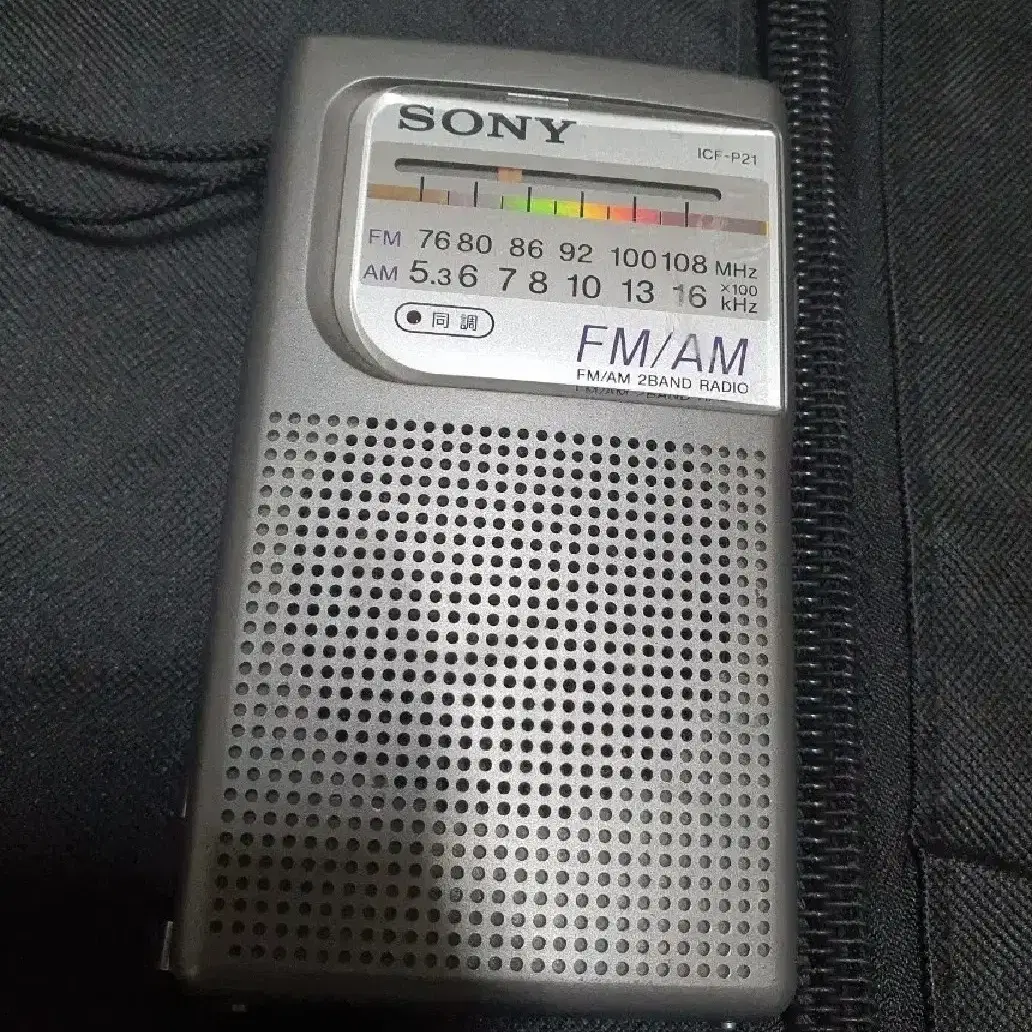 SONY
ICF-P21
FM 76 80 86 92 100 108 MHz
AM 5.3 6 7 8 10 13 16 ×100 kHz
同調
FM/AM
FM/AM 2BAND RADIO